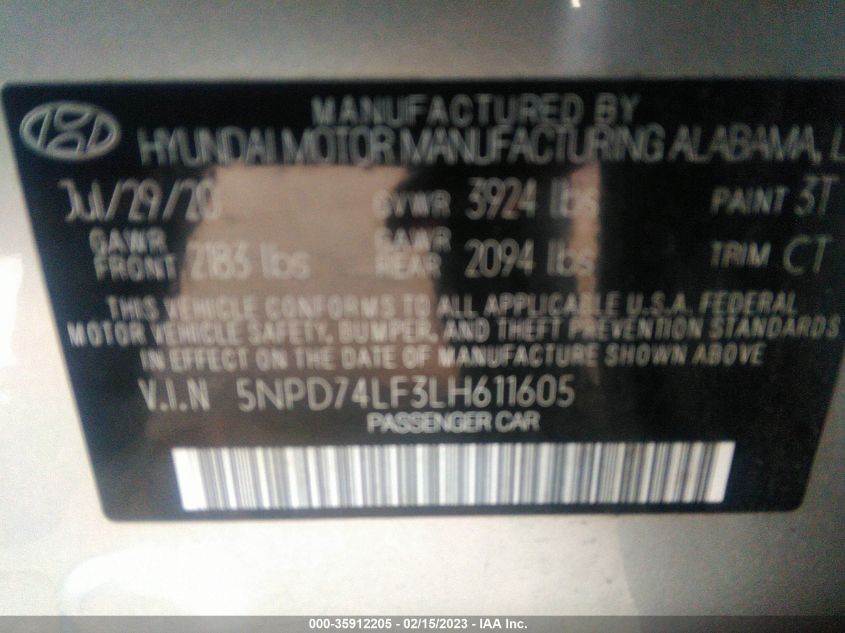 MANUFACTURED BY
HYUNDAI MOTOR MANUFACTURING ALABAMA, L
Jul/29/20 GVWR 3924 lbs PAINT 3T
GAWR FRONT 2183 lbs GAWR REAR 2094 lbs TRIM CT
THIS VEHICLE CONFORMS TO ALL APPLICABLE U.S.A. FEDERAL
MOTOR VEHICLE SAFETY, BUMPER, AND THEFT PREVENTION STANDARDS
IN EFFECT ON THE DATE OF MANUFACTURE SHOWN ABOVE
V.I.N 5NPD74LF3LH611605
PASSENGER CAR
000-35912205 - 02/15/2023 - IAA Inc.